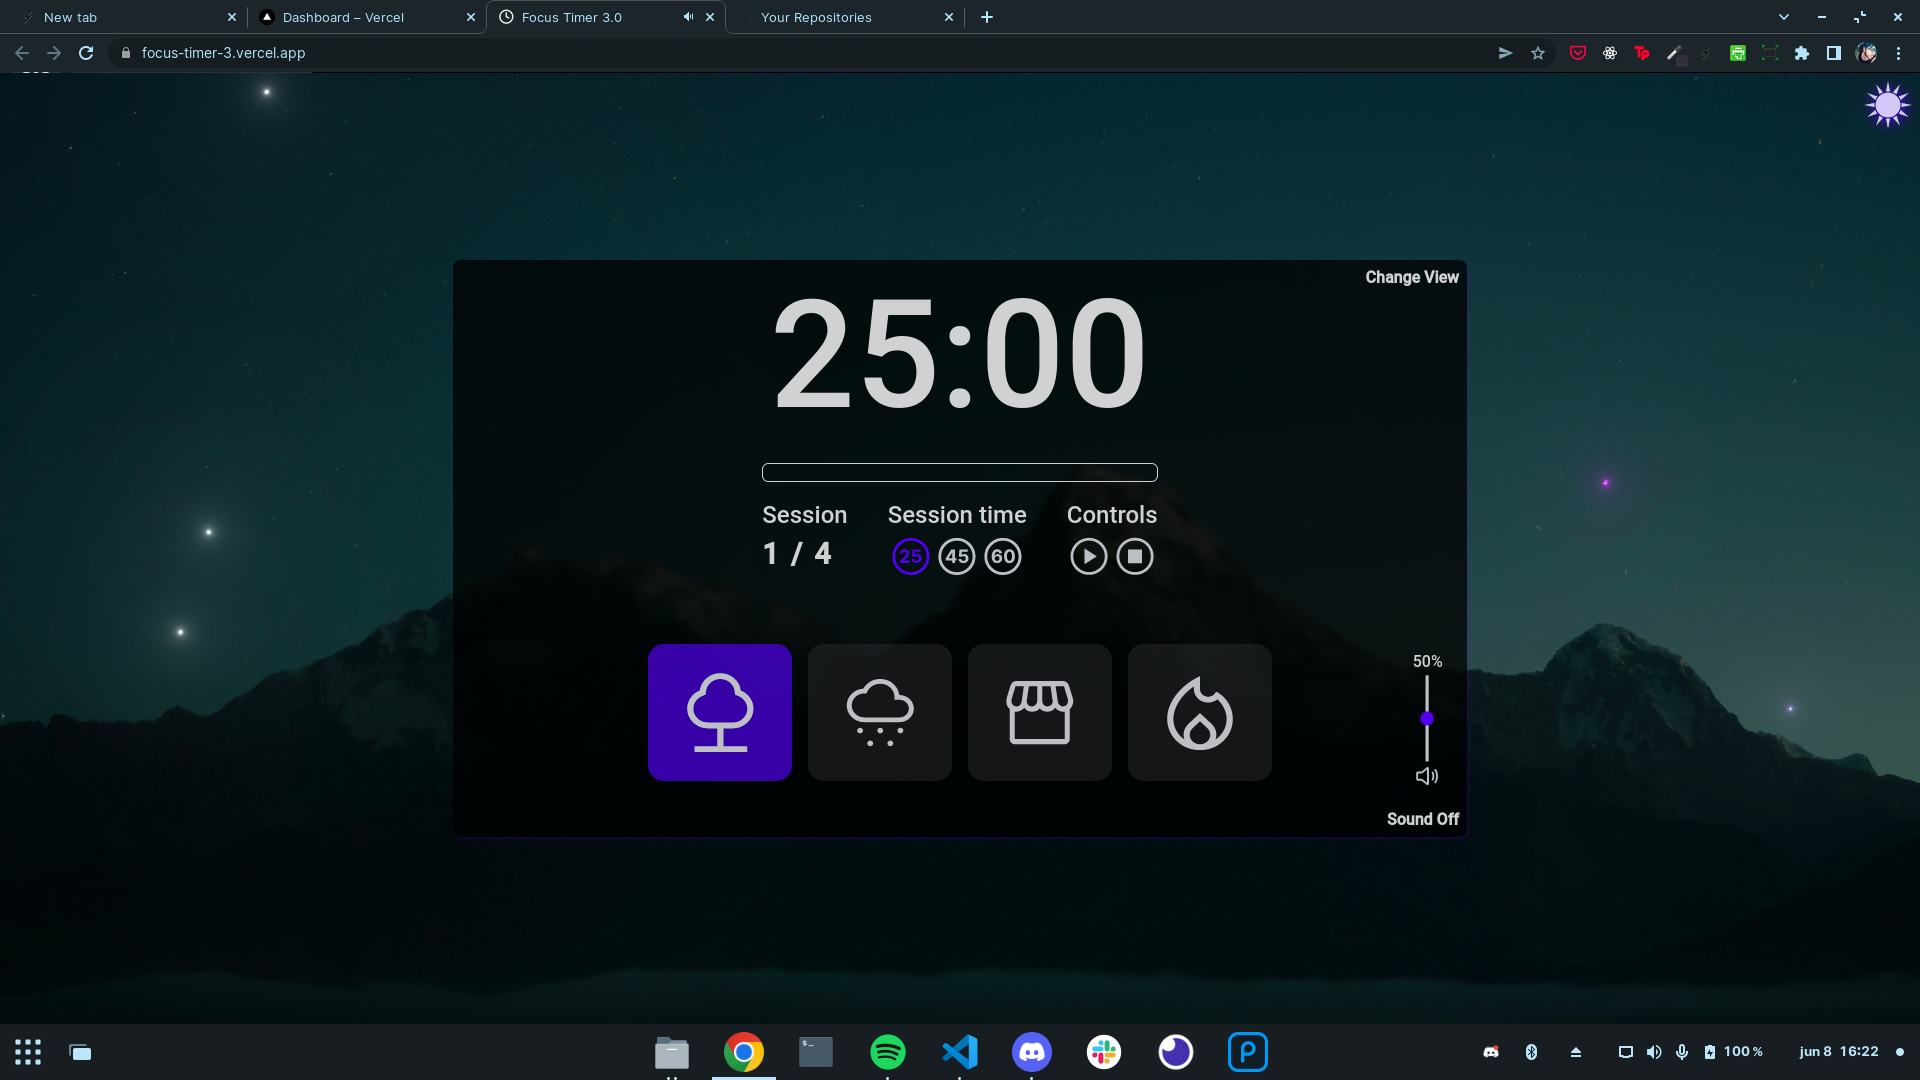 New tab
Dashboard – Vercel
Focus Timer 3.0
Your Repositories
focus-timer-3.vercel.app
Tp
Change View
25:00
Session
Session time
Controls
1 / 4
25
45
60
50%
Sound Off
$ _
P
100 %
jun 8 16:22